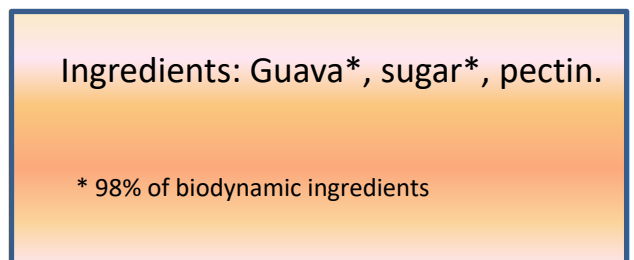 Ingredients: Guava*, sugar*, pectin.
* 98% of biodynamic ingredients